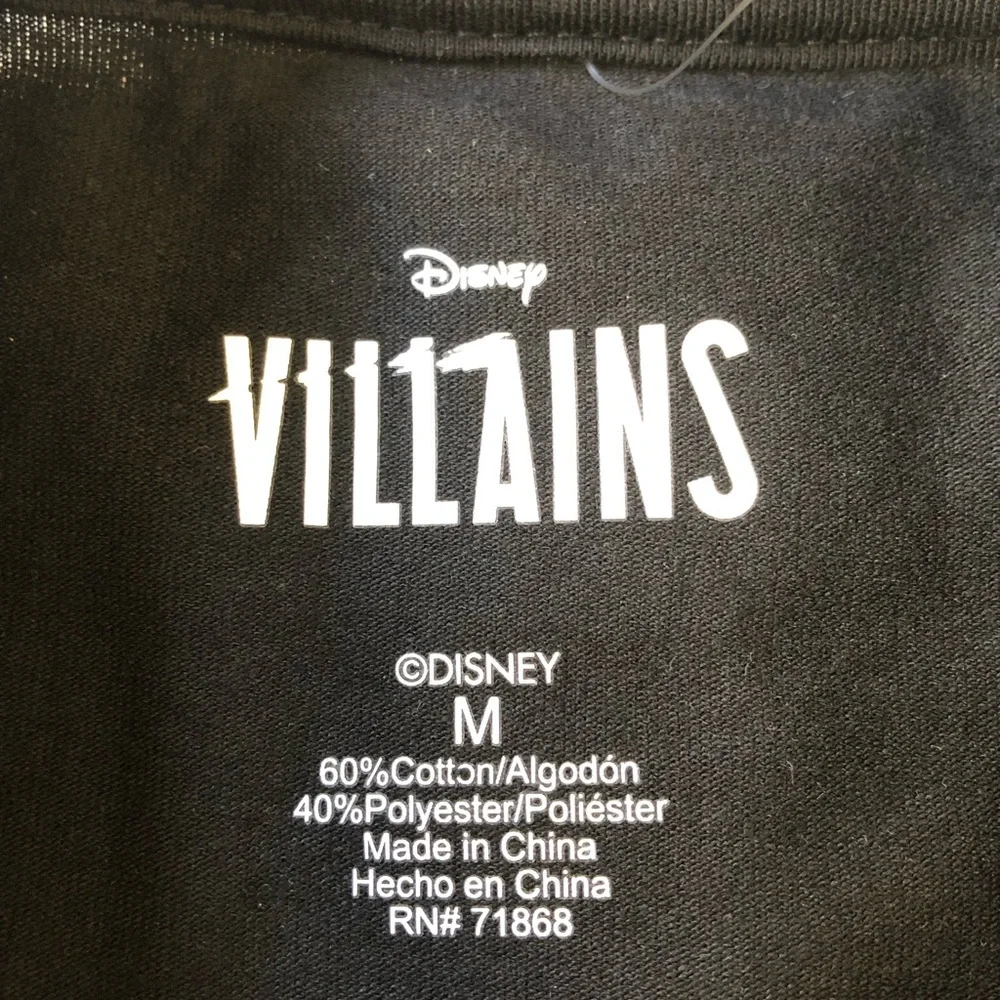 Disney
VILLAINS
©DISNEY
M
60%Cotton/Algodón
40%Polyester/Poliéster
Made in China
Hecho en China
RN# 71868